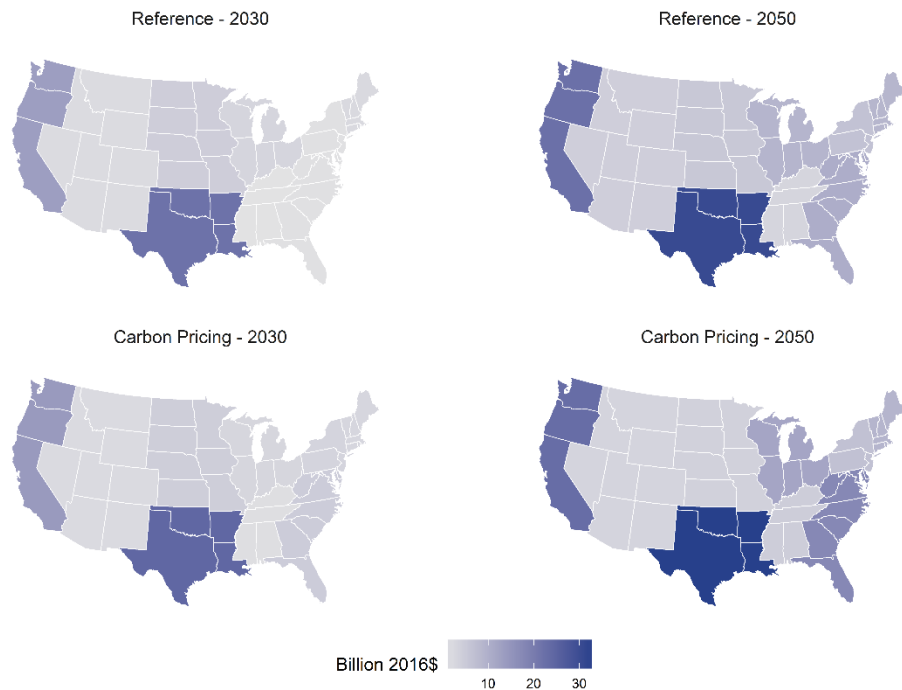 Reference - 2030
Reference - 2050
Carbon Pricing - 2030
Carbon Pricing - 2050
Billion 2016$
10 20 30